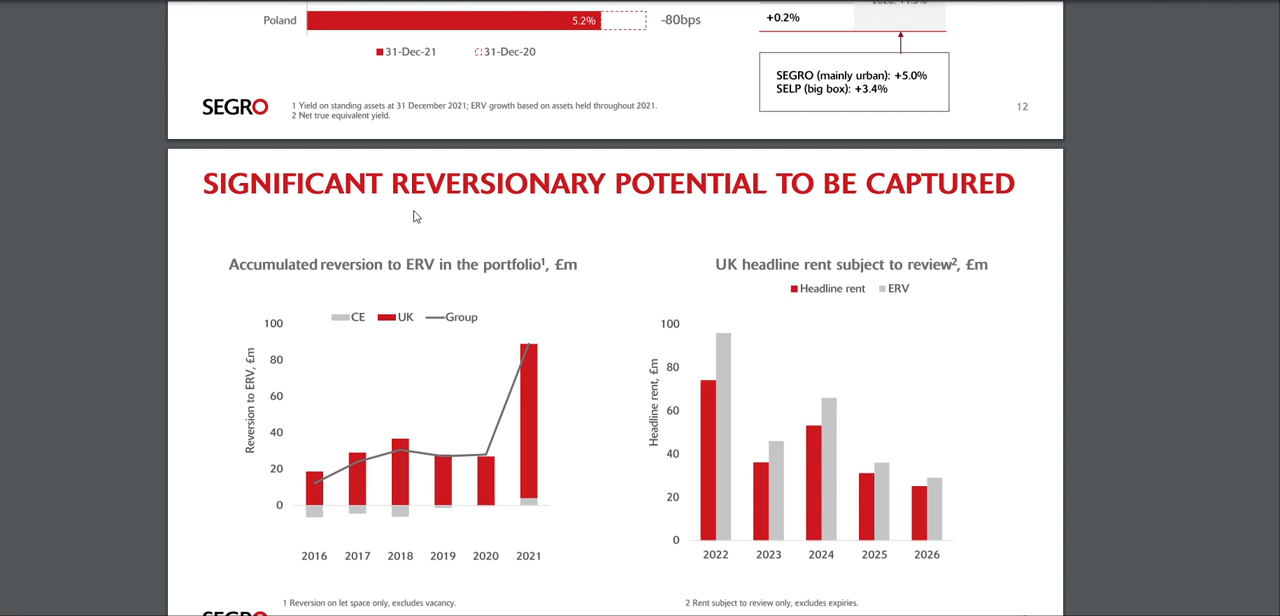 Poland
5.2%
-80bps
31-Dec-21
31-Dec-20
+0.2%
SEGRO (mainly urban): +5.0%
SELP (big box): +3.4%
SEGRO
1 Yield on standing assets at 31 December 2021; ERV growth based on assets held throughout 2021.
2 Net true equivalent yield.
12
SIGNIFICANT REVERSIONARY POTENTIAL TO BE CAPTURED
Accumulated reversion to ERV in the portfolio1, £m
CE
UK
Group
Reversion to ERV, £m
100
80
60
40
20
0
2016 2017 2018 2019 2020 2021
1 Reversion on let space only, excludes vacancy.
UK headline rent subject to review2, £m
Headline rent
ERV
Headline rent, £m
100
80
60
40
20
0
2022 2023 2024 2025 2026
2 Rent subject to review only, excludes expiries.
SEGRO